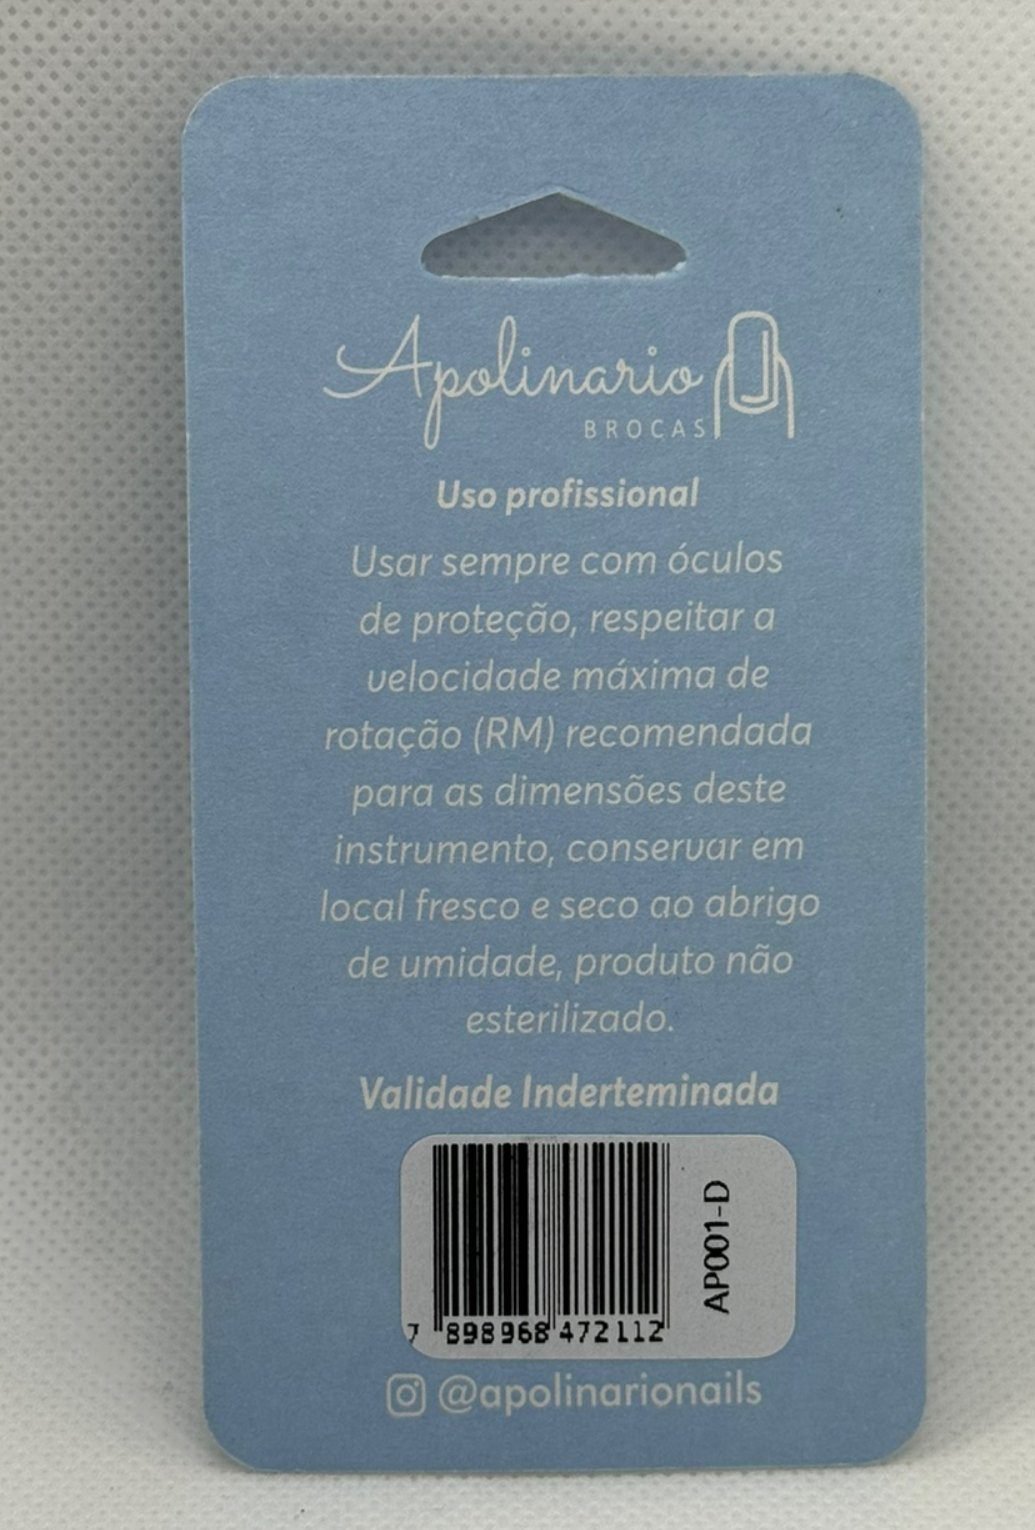 Apolinario
BROCAS
Uso profissional
Usar sempre com óculos
de proteção, respeitar a
velocidade máxima de
rotação (RM) recomendada
para as dimensões deste
instrumento, conservar em
local fresco e seco ao abrigo
de umidade, produto não
esterilizado.
Validade Inderteminada
AP001-D
7 898968 472112
@apolinarionails